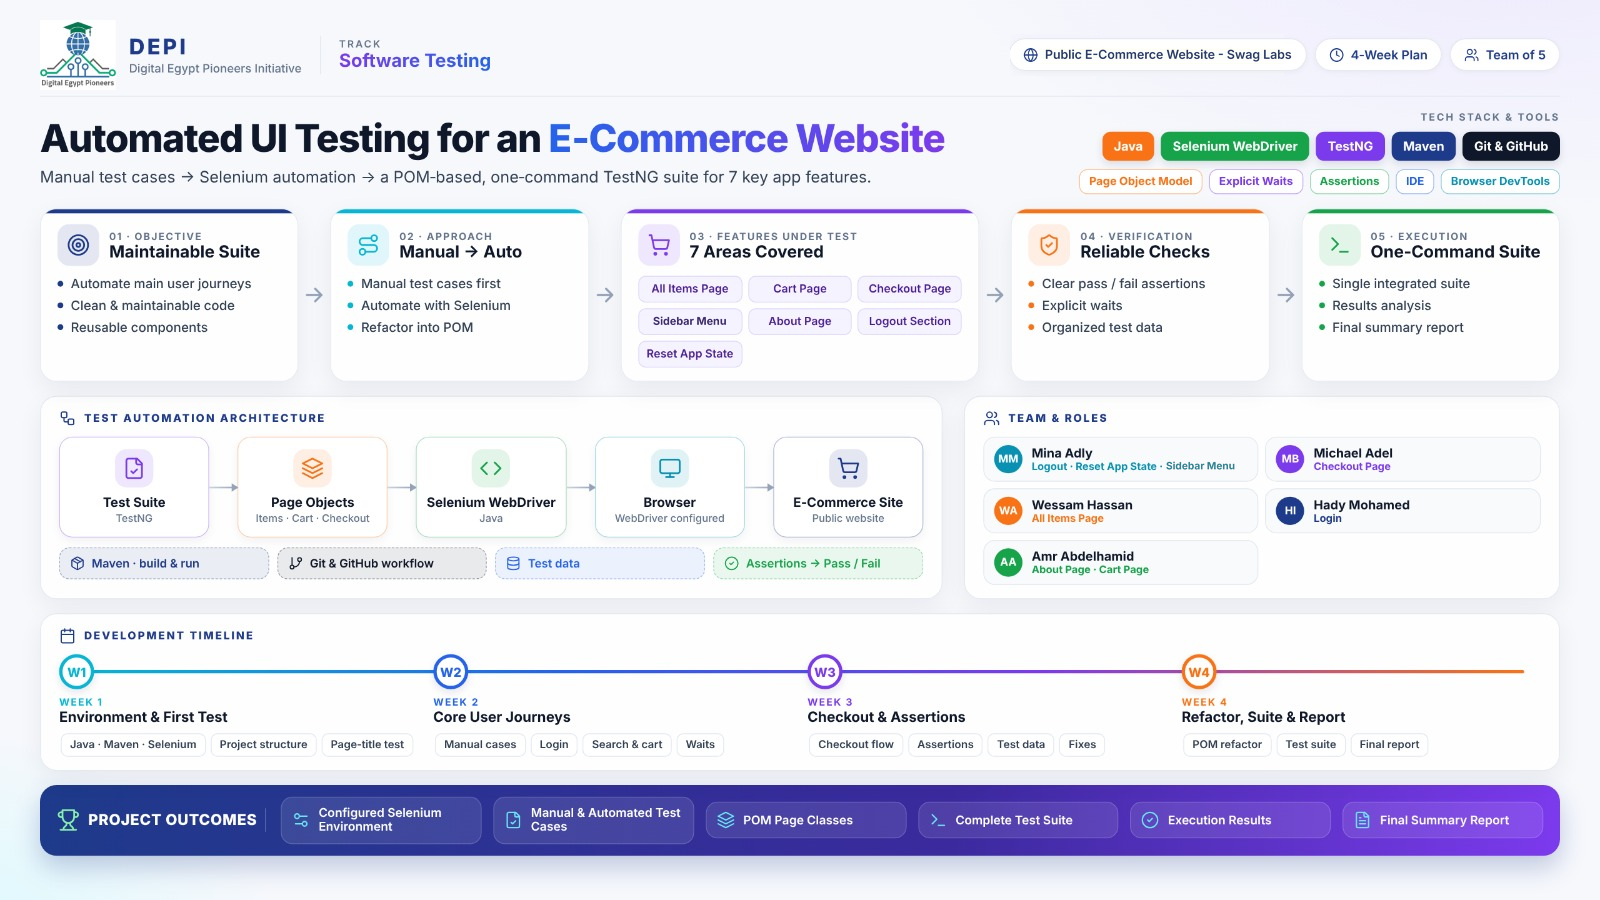 Digital Egypt Pioneers
DEPI
Digital Egypt Pioneers Initiative
TRACK
Software Testing
Public E-Commerce Website - Swag Labs
4-Week Plan
Team of 5
Automated UI Testing for an E-Commerce Website
Manual test cases → Selenium automation → a POM-based, one-command TestNG suite for 7 key app features.
TECH STACK & TOOLS
Java
Selenium WebDriver
TestNG
Maven
Git & GitHub
Page Object Model
Explicit Waits
Assertions
IDE
Browser DevTools
01 · OBJECTIVE
Maintainable Suite
Automate main user journeys
Clean & maintainable code
Reusable components
02 · APPROACH
Manual → Auto
Manual test cases first
Automate with Selenium
Refactor into POM
03 · FEATURES UNDER TEST
7 Areas Covered
All Items Page
Cart Page
Checkout Page
Sidebar Menu
About Page
Logout Section
Reset App State
04 · VERIFICATION
Reliable Checks
Clear pass / fail assertions
Explicit waits
Organized test data
05 · EXECUTION
One-Command Suite
Single integrated suite
Results analysis
Final summary report
TEST AUTOMATION ARCHITECTURE
Test Suite
TestNG
Page Objects
Items · Cart · Checkout
Selenium WebDriver
Java
Browser
WebDriver configured
E-Commerce Site
Public website
Maven · build & run
Git & GitHub workflow
Test data
Assertions → Pass / Fail
TEAM & ROLES
MM
Mina Adly
Logout · Reset App State · Sidebar Menu
MB
Michael Adel
Checkout Page
WA
Wessam Hassan
All Items Page
HI
Hady Mohamed
Login
AA
Amr Abdelhamid
About Page · Cart Page
DEVELOPMENT TIMELINE
W1
WEEK 1
Environment & First Test
Java · Maven · Selenium
Project structure
Page-title test
W2
WEEK 2
Core User Journeys
Manual cases
Login
Search & cart
Waits
W3
WEEK 3
Checkout & Assertions
Checkout flow
Assertions
Test data
Fixes
W4
WEEK 4
Refactor, Suite & Report
POM refactor
Test suite
Final report
PROJECT OUTCOMES
Configured Selenium
Environment
Manual & Automated Test
Cases
POM Page Classes
Complete Test Suite
Execution Results
Final Summary Report